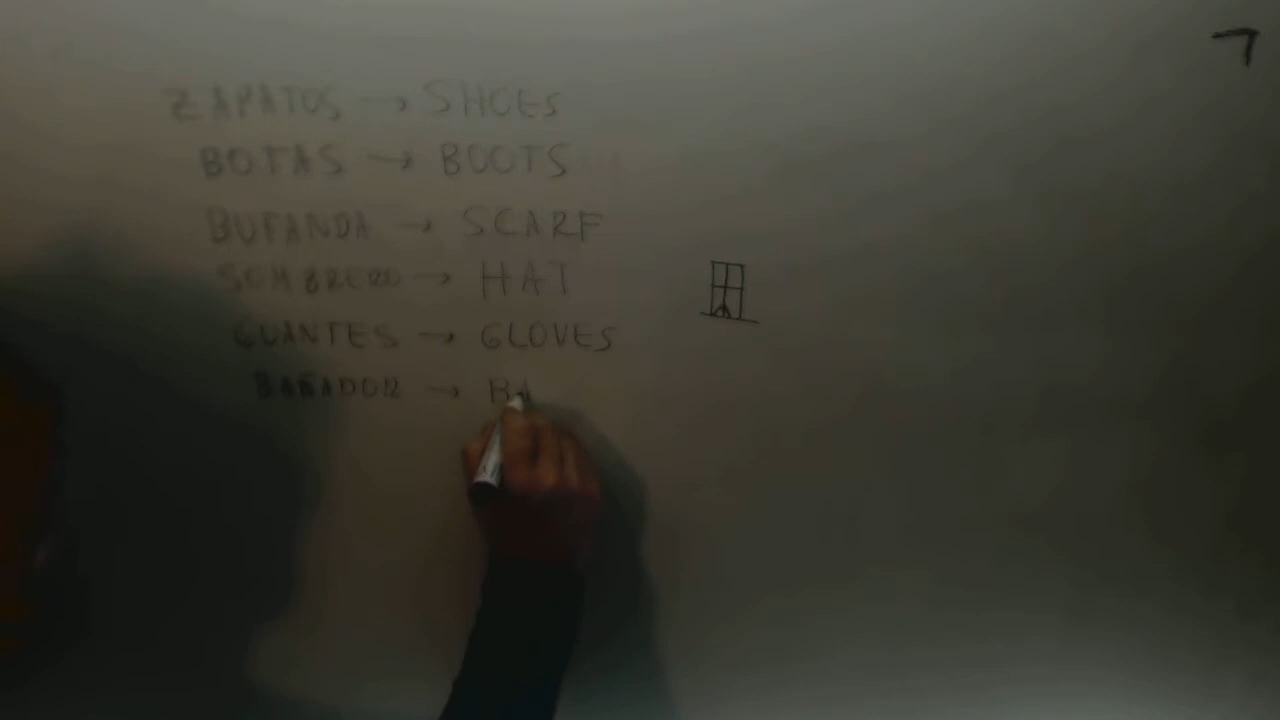 ZAPATOS → SHOES
BOTAS → BOOTS
BUFANDA → SCARF
SOMBRERO → HAT
GUANTES → GLOVES
BAÑADOR → BA